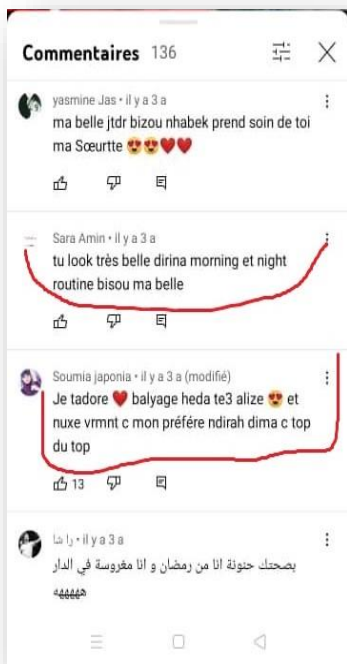 Commentaires 136
yasmine Jas • il y a 3 a
ma belle jtdr bizou nhabek prend soin de toi
ma Sœurtte 😍😍❤️❤️
Sara Amin • il y a 3 a
tu look très belle dirina morning et night
routine bisou ma belle
Soumia japonia • il y a 3 a (modifié)
Je tadore ❤️ balyage heda te3 alize 😍 et
nuxe vrmnt c mon préfére ndirah dima c top
du top
13
را شا • il y a 3 a
بصحتك حنونة انا من رمضان و انا مغروسة في الدار